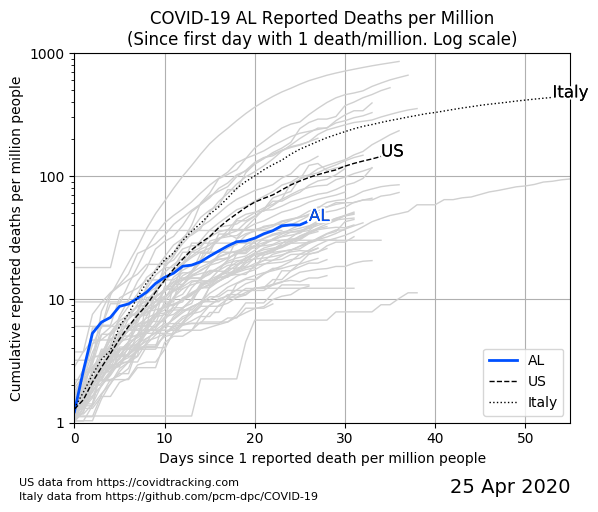 COVID-19 AL Reported Deaths per Million
(Since first day with 1 death/million. Log scale)
Cumulative reported deaths per million people
1000
100
10
1
Italy
US
AL
AL
US
Italy
0 10 20 30 40 50
Days since 1 reported death per million people
US data from https://covidtracking.com
Italy data from https://github.com/pcm-dpc/COVID-19
25 Apr 2020